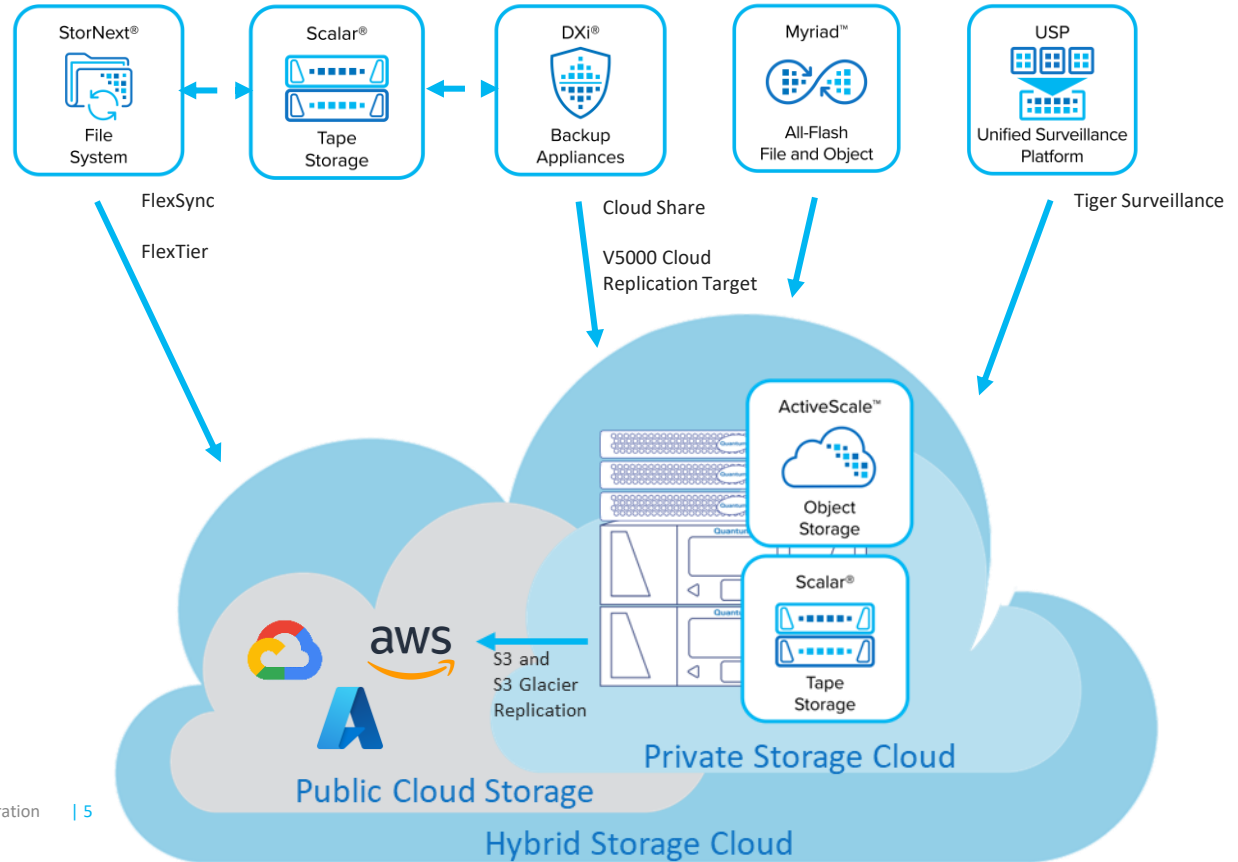 StorNext®
File
System
Scalar®
Tape
Storage
DXi®
Backup
Appliances
Myriad™
All-Flash
File and Object
USP
Unified Surveillance
Platform
FlexSync
FlexTier
Cloud Share
V5000 Cloud
Replication Target
Tiger Surveillance
ActiveScale™
Object
Storage
Quantum
Quantum
Scalar®
Tape
Storage
aws
S3 and
S3 Glacier
Replication
Private Storage Cloud
Public Cloud Storage
ration | 5
Hybrid Storage Cloud